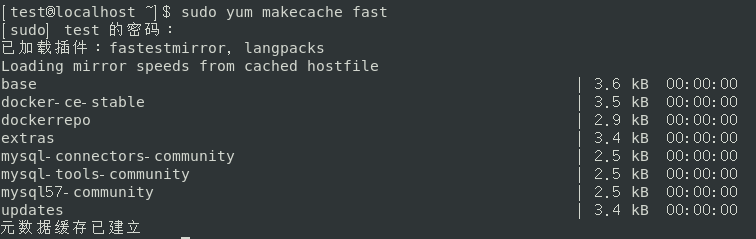 [test@localhost ~]$ sudo yum makecache fast
[sudo] test 的密码：
已加载插件：fastestmirror, langpacks
Loading mirror speeds from cached hostfile
base | 3.6 kB 00:00:00
docker-ce-stable | 3.5 kB 00:00:00
dockerrepo | 2.9 kB 00:00:00
extras | 3.4 kB 00:00:00
mysql-connectors-community | 2.5 kB 00:00:00
mysql-tools-community | 2.5 kB 00:00:00
mysql57-community | 2.5 kB 00:00:00
updates | 3.4 kB 00:00:00
元数据缓存已建立